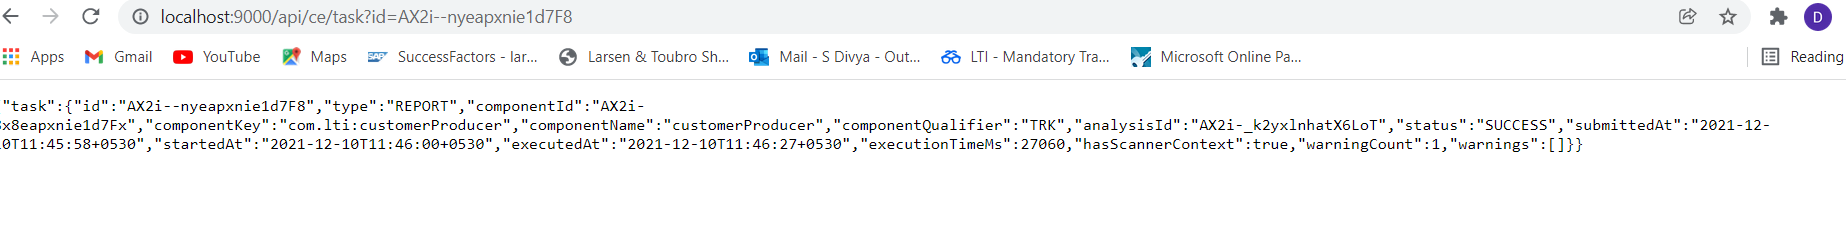 localhost:9000/api/ce/task?id=AX2i--nyeapxnie1d7F8
D
Apps Gmail YouTube Maps SuccessFactors - lar... Larsen & Toubro Sh... Mail - S Divya - Out... LTI - Mandatory Tra... Microsoft Online Pa... Reading
"task":{"id":"AX2i--nyeapxnie1d7F8","type":"REPORT","componentId":"AX2i-
x8eapxnie1d7Fx","componentKey":"com.lti:customerProducer","componentName":"customerProducer","componentQualifier":"TRK","analysisId":"AX2i-_k2yxlnhatX6LoT","status":"SUCCESS","submittedAt":"2021-12-
0T11:45:58+0530","startedAt":"2021-12-10T11:46:00+0530","executedAt":"2021-12-10T11:46:27+0530","executionTimeMs":27060,"hasScannerContext":true,"warningCount":1,"warnings":[]}}